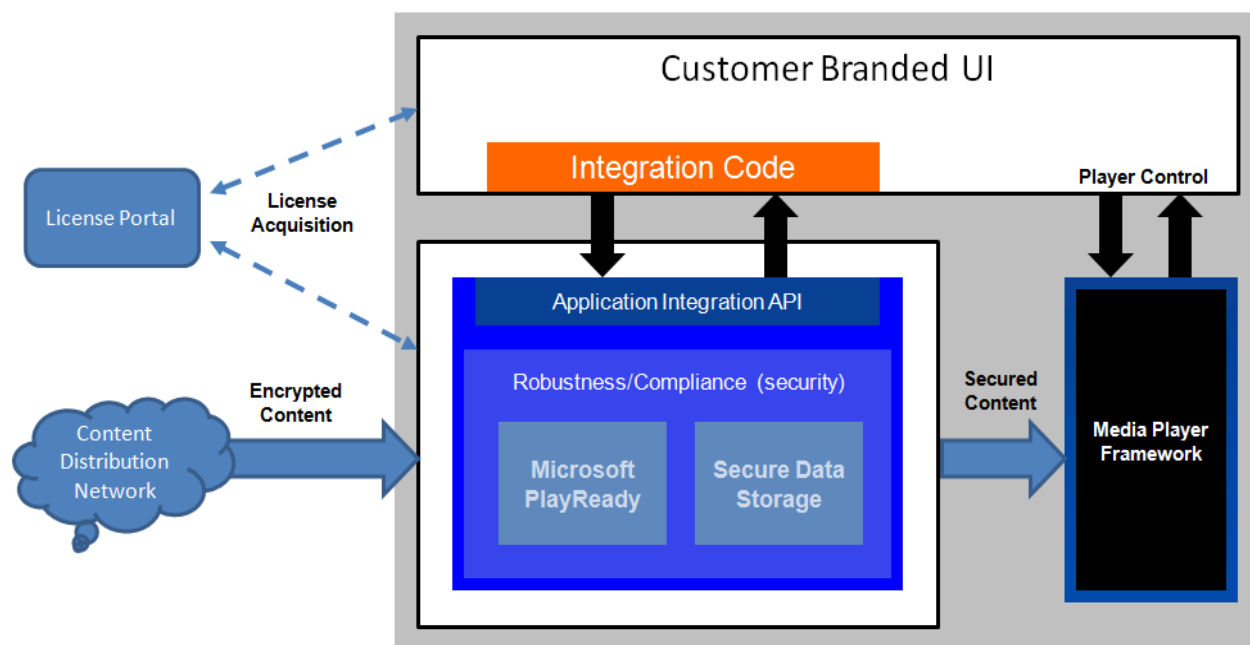 Customer Branded UI
Integration Code
Player Control
License Portal
License
Acquisition
Application Integration API
Robustness/Compliance (security)
Encrypted
Content
Secured
Content
Content
Distribution
Network
Microsoft
PlayReady
Secure Data
Storage
Media Player
Framework